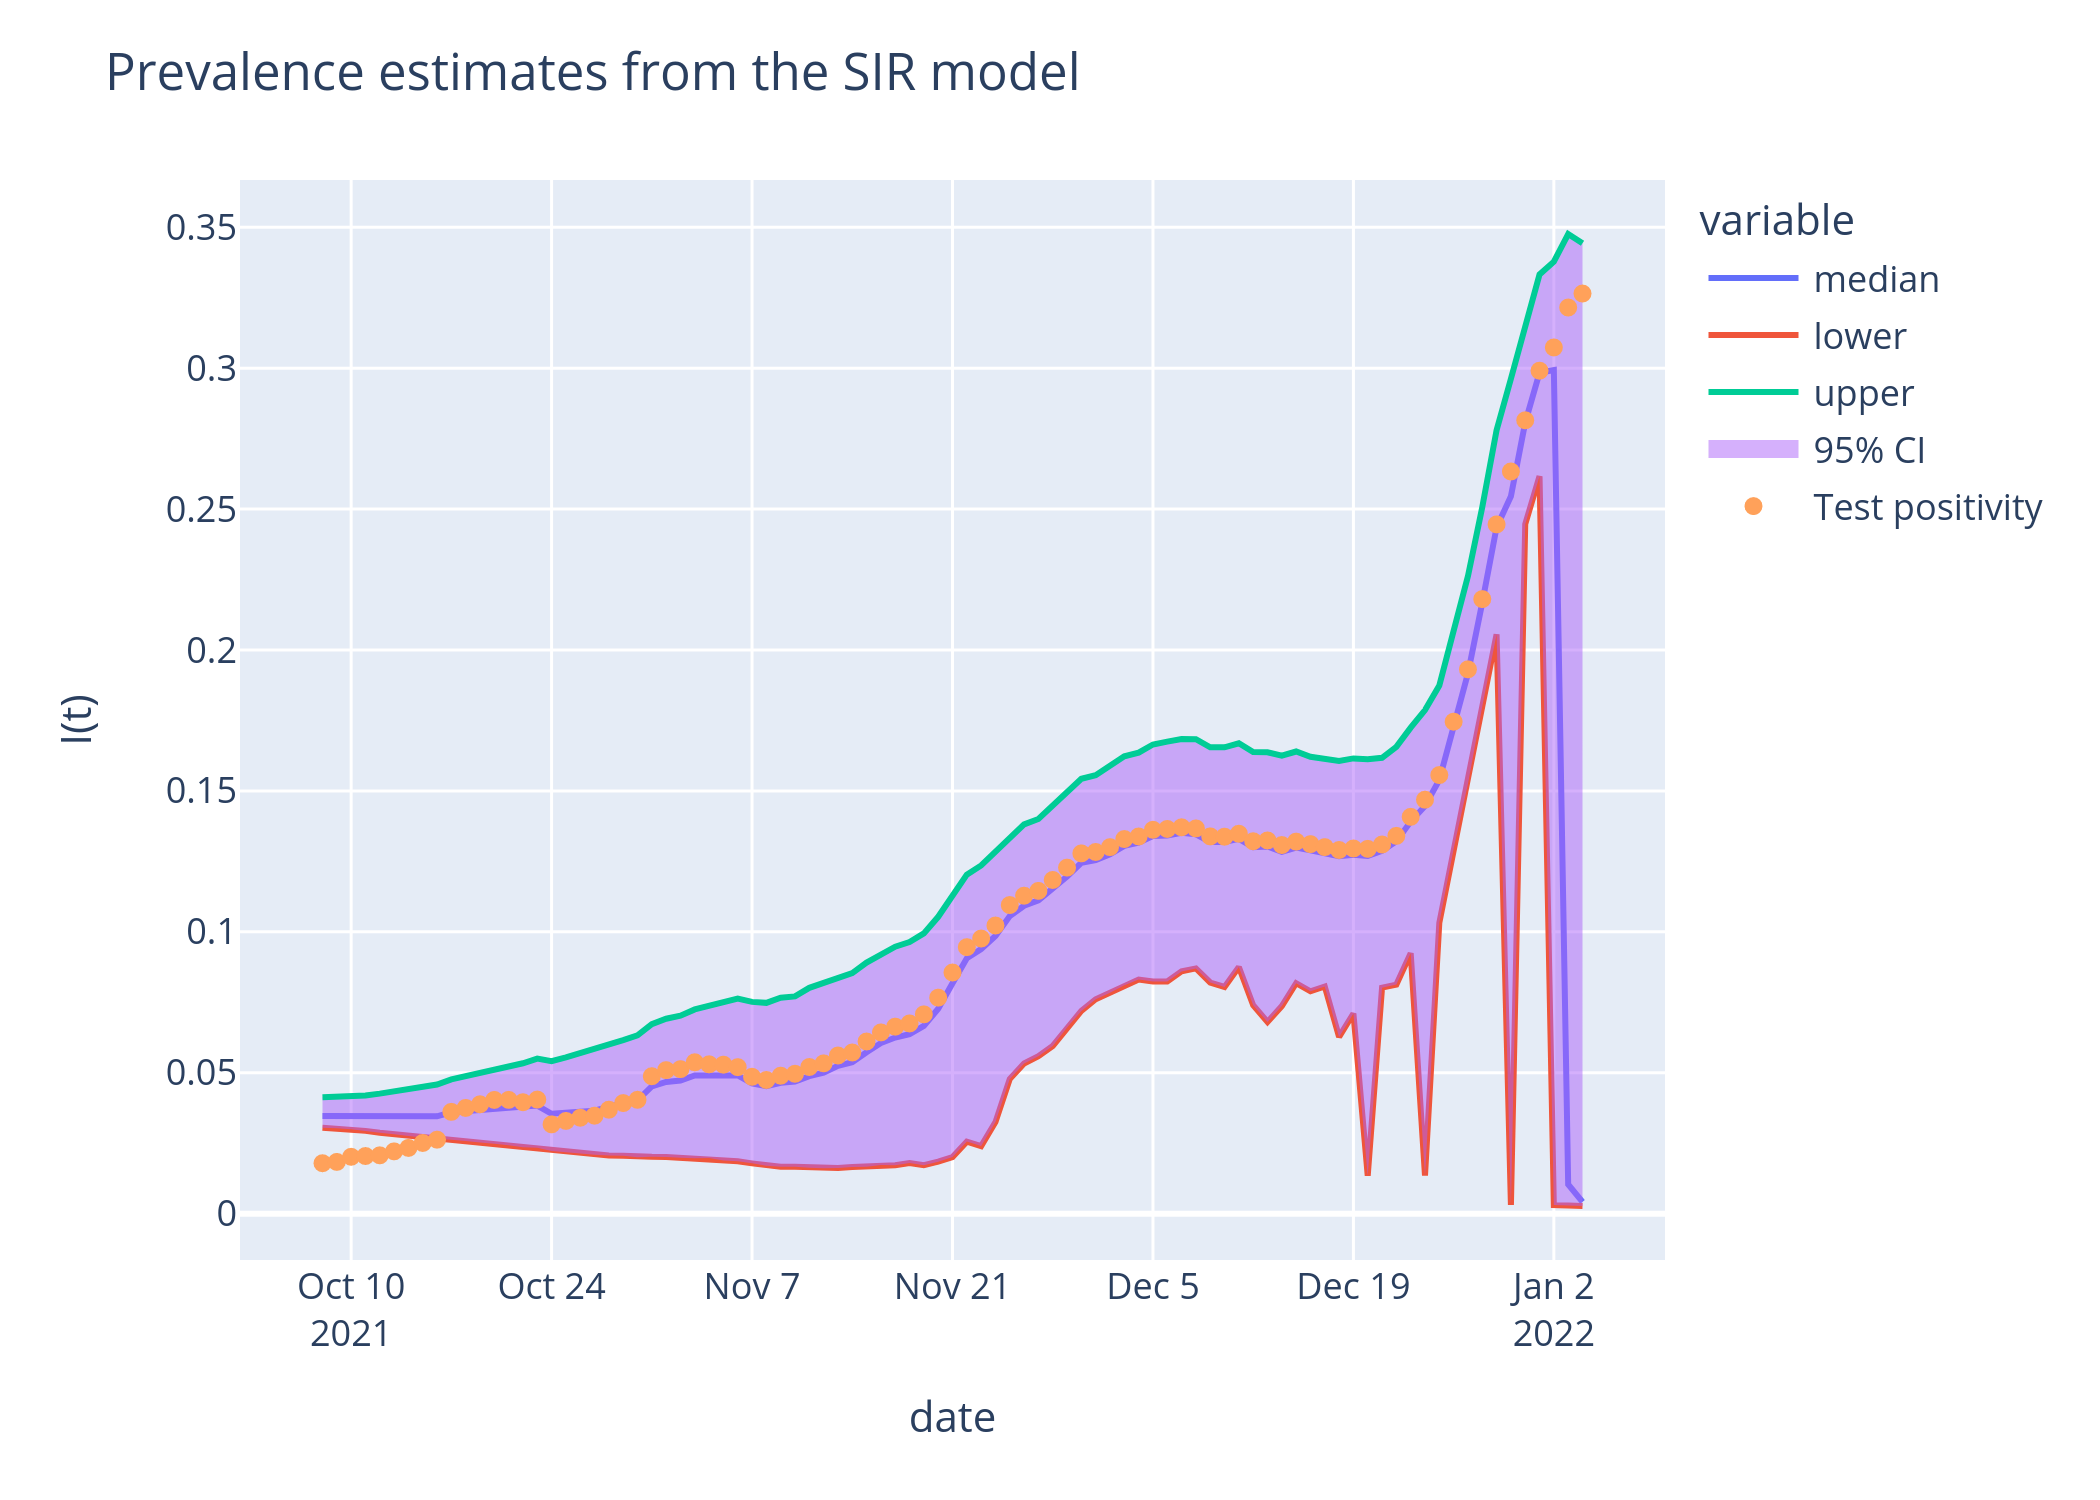 Prevalence estimates from the SIR model
variable
median
lower
upper
95% CI
Test positivity
I(t)
0.35
0.3
0.25
0.2
0.15
0.1
0.05
0
Oct 10
2021
Oct 24
Nov 7
Nov 21
Dec 5
Dec 19
Jan 2
2022
date